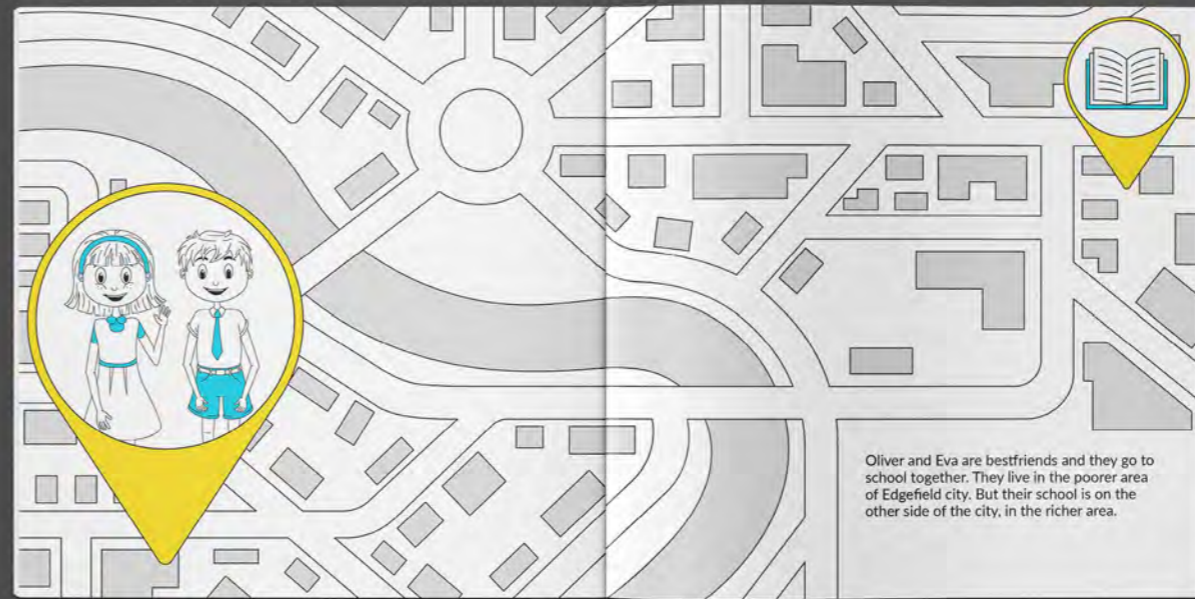 Oliver and Eva are bestfriends and they go to
school together. They live in the poorer area
of Edgefield city. But their school is on the
other side of the city, in the richer area.